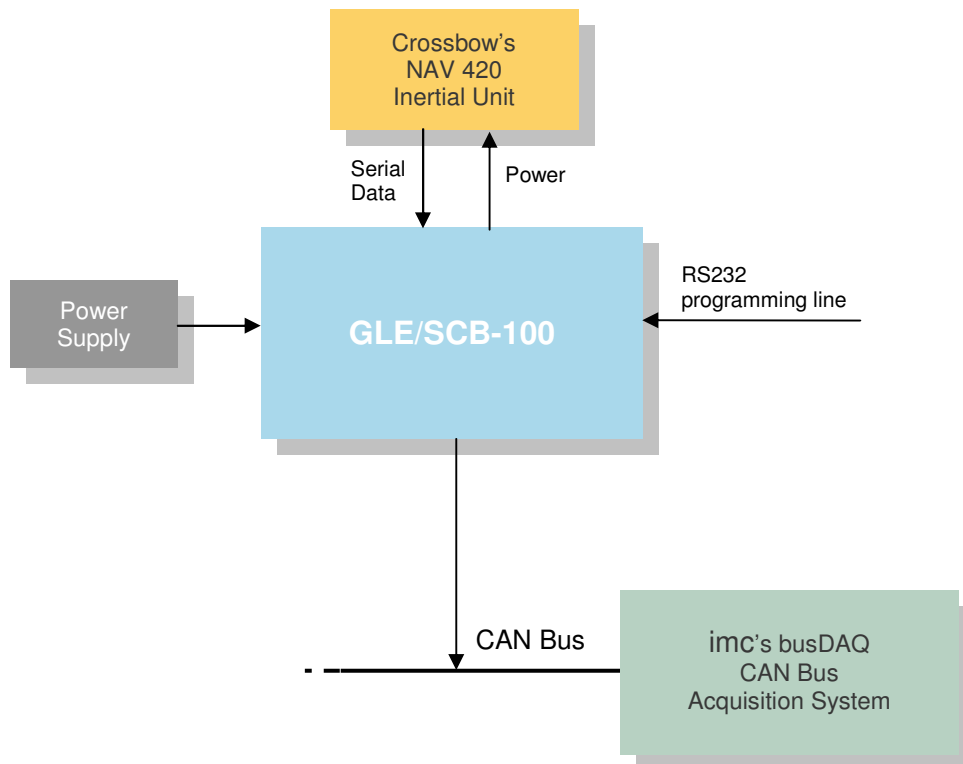 Crossbow's
NAV 420
Inertial Unit
Serial
Data
Power
RS232
programming line
Power
Supply
GLE/SCB-100
CAN Bus
imc's busDAQ
CAN Bus
Acquisition System